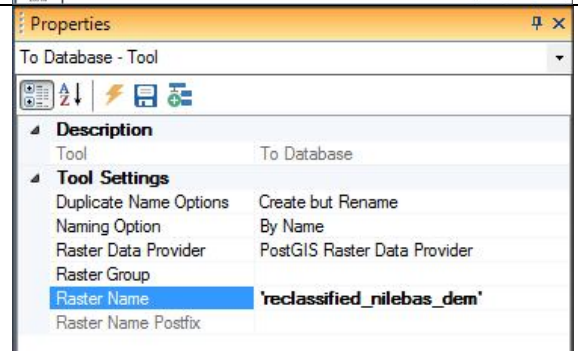 Properties
To Database - Tool
Description
Tool To Database
Tool Settings
Duplicate Name Options Create but Rename
Naming Option By Name
Raster Data Provider PostGIS Raster Data Provider
Raster Group
Raster Name 'reclassified_nilebas_dem'
Raster Name Postfix